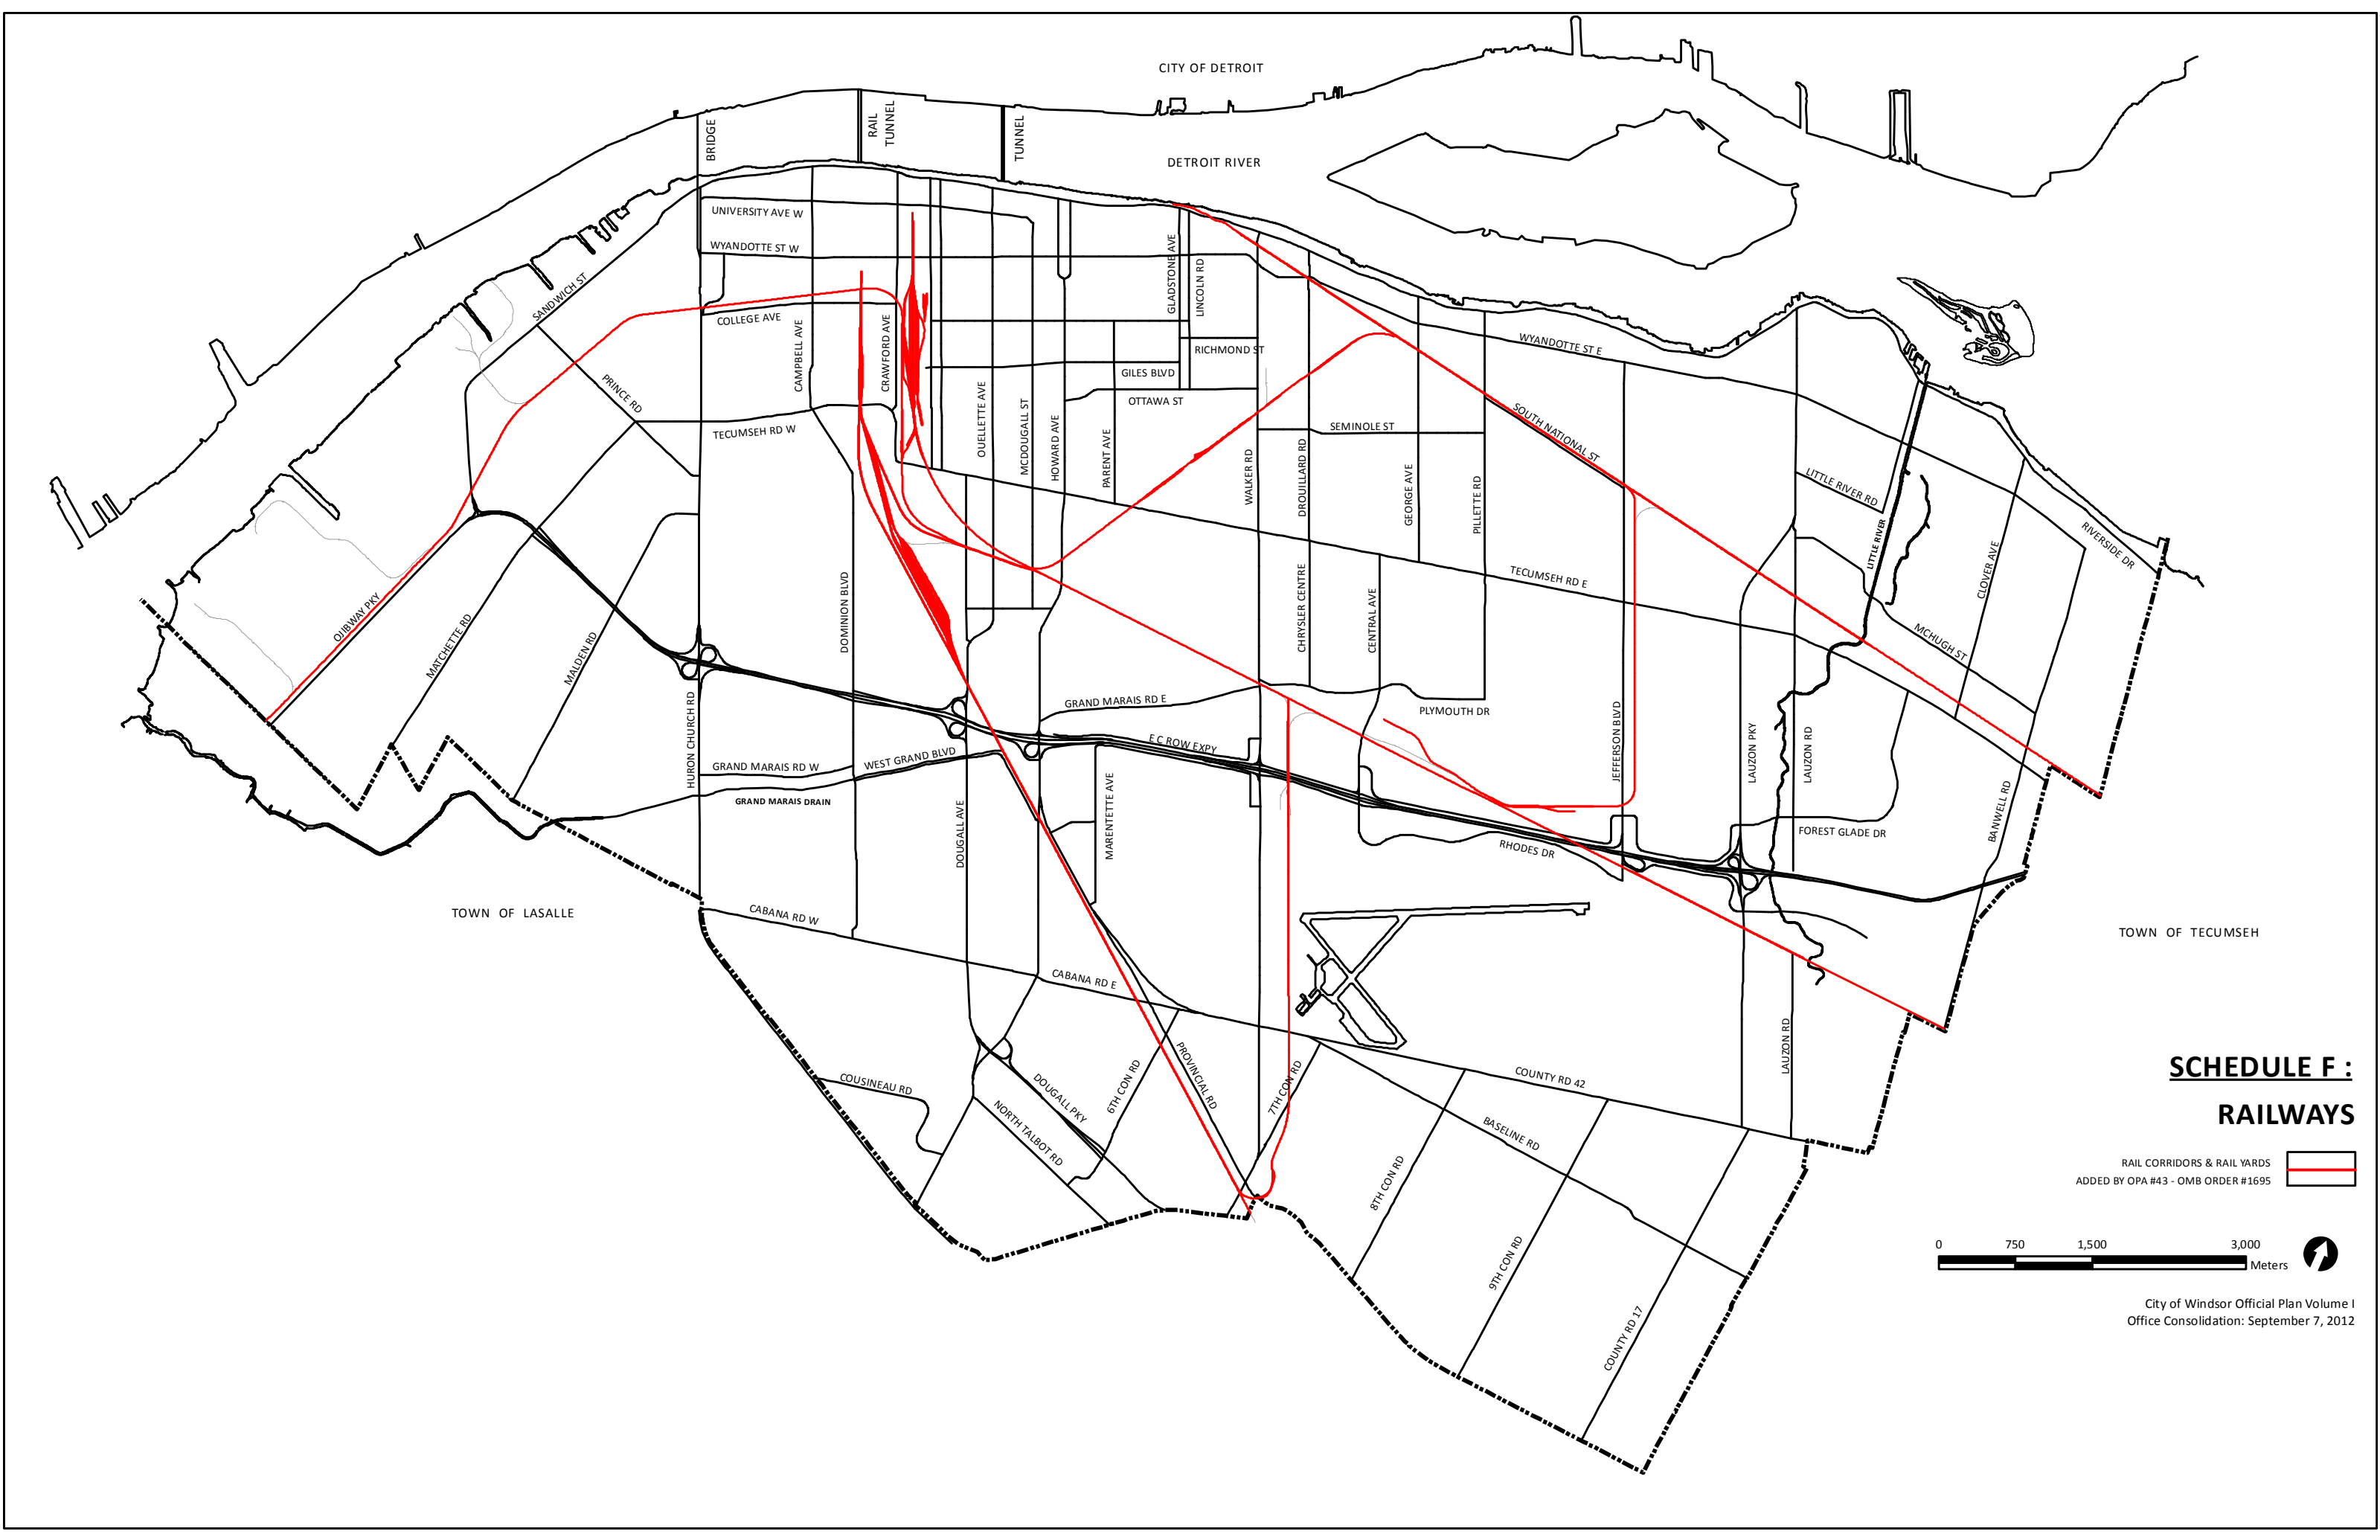 CITY OF DETROIT
BRIDGE
RAIL
TUNNEL
TUNNEL
DETROIT RIVER
UNIVERSITY AVE W
WYANDOTTE ST W
SANDWICH ST
COLLEGE AVE
CAMPBELL AVE
CRAWFORD AVE
GLADSTONE AVE
LINCOLN RD
RICHMOND ST
GILES BLVD
OTTAWA ST
WYANDOTTE ST E
PRINCE RD
TECUMSEH RD W
OUELLETTE AVE
MCDOUGALL ST
HOWARD AVE
PARENT AVE
WALKER RD
SEMINOLE ST
DROUILLARD RD
GEORGE AVE
PILLETTE RD
SOUTH NATIONAL ST
LITTLE RIVER RD
LITTLE RIVER
CLOVER AVE
RIVERSIDE DR
OJIBWAY PKY
MATCHETTE RD
MALDEN RD
DOMINION BLVD
CHRYSLER CENTRE
CENTRAL AVE
TECUMSEH RD E
MCHUGH ST
HURON CHURCH RD
GRAND MARAIS RD E
PLYMOUTH DR
E C ROW EXPY
GRAND MARAIS RD W
WEST GRAND BLVD
GRAND MARAIS DRAIN
DOUGALL AVE
MARENTETTE AVE
JEFFERSON BLVD
LAUZON PKY
LAUZON RD
BANWELL RD
FOREST GLADE DR
RHODES DR
TOWN OF LASALLE
CABANA RD W
CABANA RD E
TOWN OF TECUMSEH
COUSINEAU RD
DOUGALL PKY
NORTH TALBOT RD
6TH CON RD
PROVINCIAL RD
7TH CON RD
COUNTY RD 42
BASELINE RD
LAUZON RD
8TH CON RD
9TH CON RD
COUNTY RD 17
SCHEDULE F :
RAILWAYS
RAIL CORRIDORS & RAIL YARDS
ADDED BY OPA #43 - OMB ORDER #1695
0 750 1,500 3,000
Meters
City of Windsor Official Plan Volume I
Office Consolidation: September 7, 2012